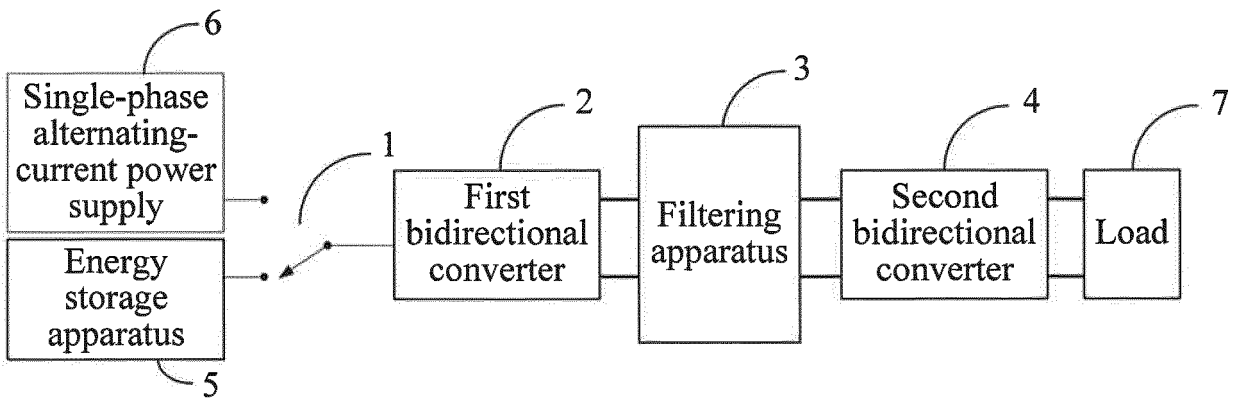 6
Single-phase
alternating-
current power
supply
1
Energy
storage
apparatus
5
2
First
bidirectional
converter
3
Filtering
apparatus
4
Second
bidirectional
converter
7
Load